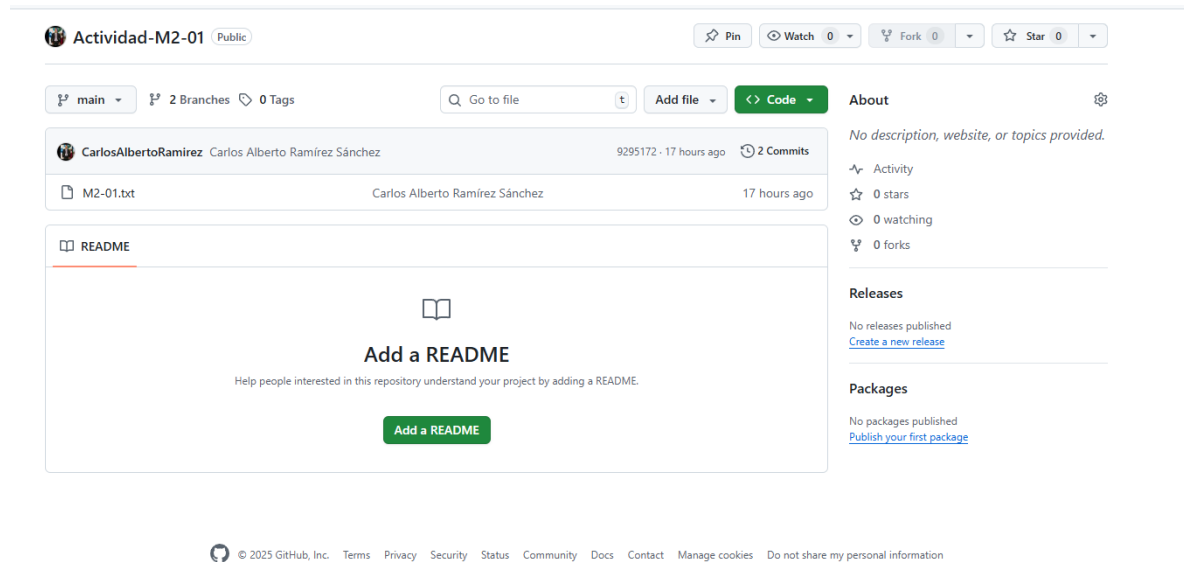 Actividad-M2-01 Public
Pin Watch 0 Fork 0 Star 0
main 2 Branches 0 Tags Go to file t Add file Code
CarlosAlbertoRamirez Carlos Alberto Ramírez Sánchez 9295172 · 17 hours ago 2 Commits
M2-01.txt Carlos Alberto Ramírez Sánchez 17 hours ago
README
Add a README
Help people interested in this repository understand your project by adding a README.
Add a README
About
No description, website, or topics provided.
Activity
0 stars
0 watching
0 forks
Releases
No releases published
Create a new release
Packages
No packages published
Publish your first package
© 2025 GitHub, Inc. Terms Privacy Security Status Community Docs Contact Manage cookies Do not share my personal information